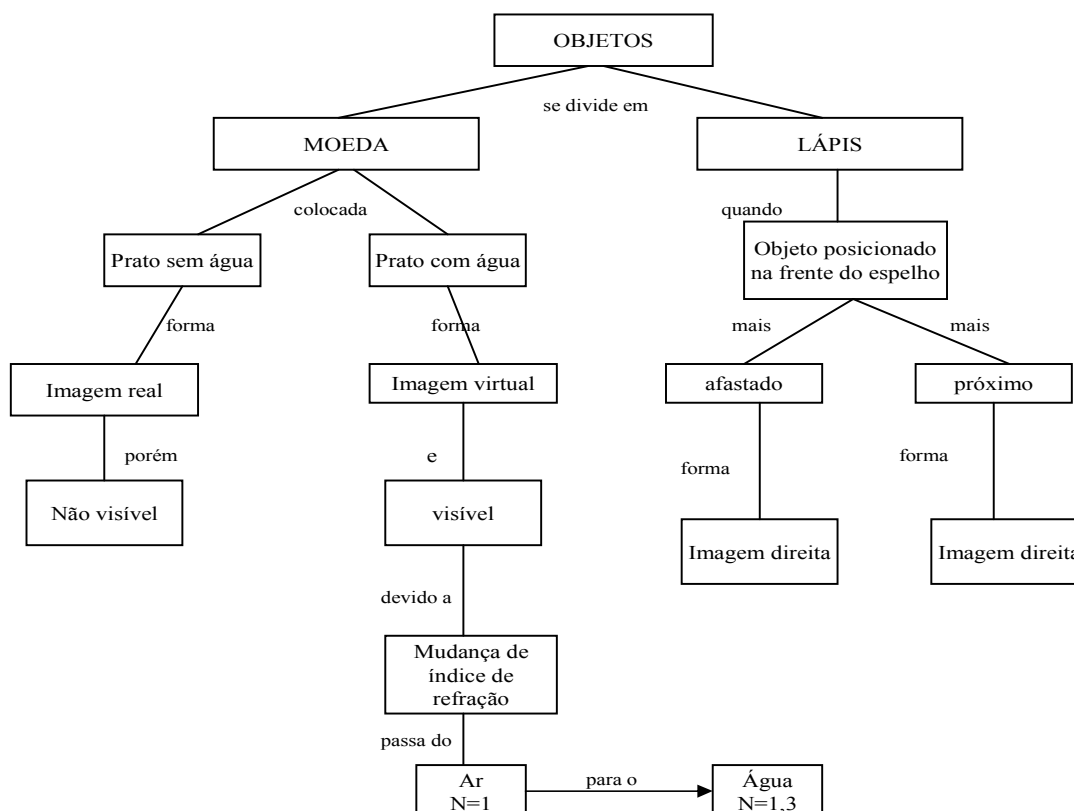 OBJETOS
se divide em
MOEDA
LÁPIS
colocada
quando
Prato sem água
Prato com água
Objeto posicionado
na frente do espelho
forma
forma
mais
mais
Imagem real
Imagem virtual
afastado
próximo
porém
e
forma
forma
Não visível
visível
Imagem direita
Imagem direita
devido a
Mudança de
índice de
refração
passa do
Ar
N=1
para o
Água
N=1,3